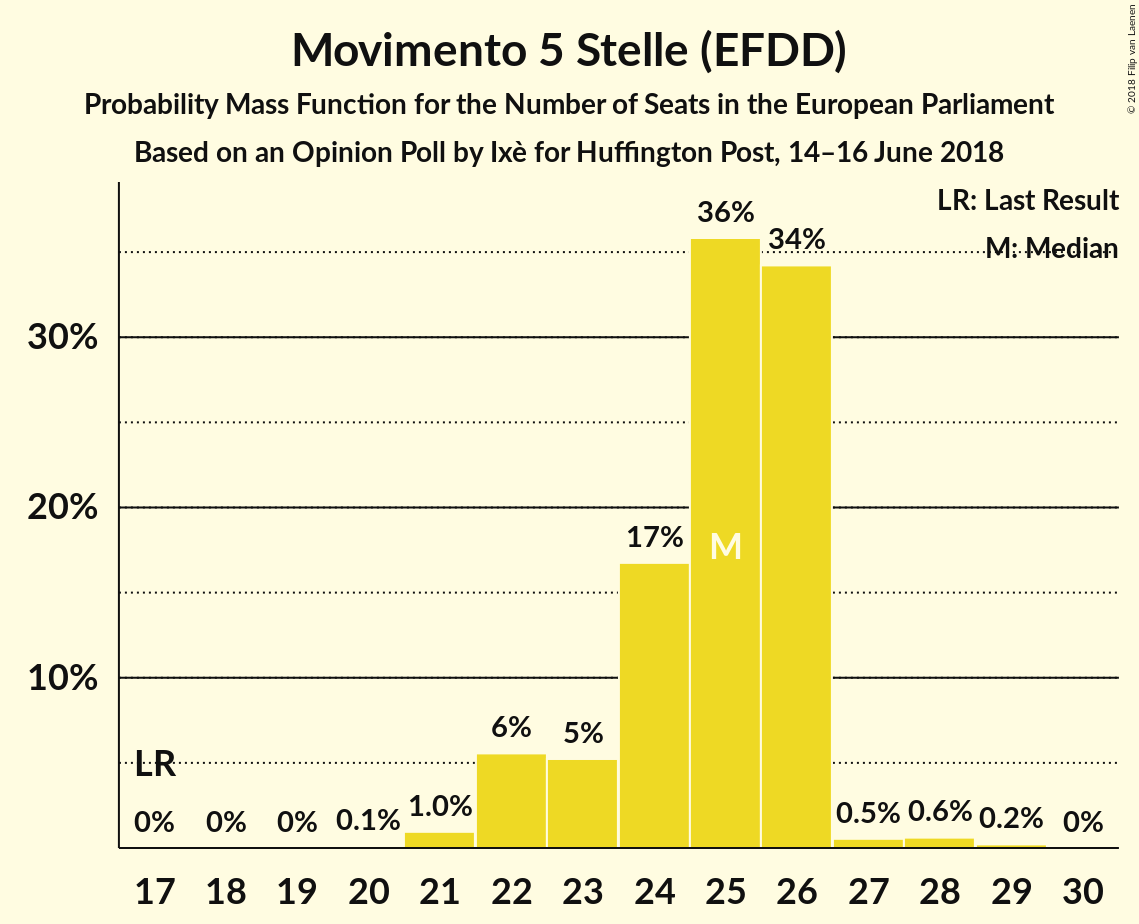 Movimento 5 Stelle (EFDD)
Probability Mass Function for the Number of Seats in the European Parliament
Based on an Opinion Poll by Ixè for Huffington Post, 14–16 June 2018
© 2018 Filip van Laenen
LR: Last Result
M: Median
36%
34%
30%
20%
17%
M
10%
6%
5%
LR
0%
0%
0%
0.1%
1.0%
0.5%
0.6%
0.2%
0%
17 18 19 20 21 22 23 24 25 26 27 28 29 30